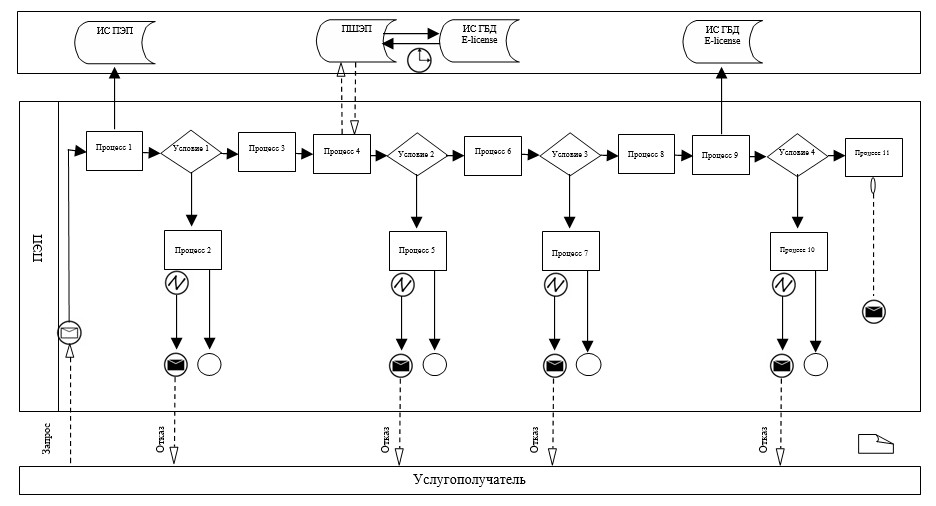 ИС ПЭП
ПШЭП
ИС ГБД
E-license
ИС ГБД
E-license
ПЭП
Процесс 1
Условие 1
Процесс 3
Процесс 4
Условие 2
Процесс 6
Условие 3
Процесс 8
Процесс 9
Условие 4
Процесс 11
Процесс 2
Процесс 5
Процесс 7
Процесс 10
Запрос
Отказ
Отказ
Отказ
Отказ
Услугополучатель